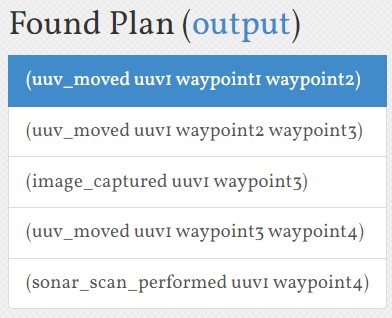 Found Plan (output)
(uuv_moved uuv1 waypoint1 waypoint2)
(uuv_moved uuv1 waypoint2 waypoint3)
(image_captured uuv1 waypoint3)
(uuv_moved uuv1 waypoint3 waypoint4)
(sonar_scan_performed uuv1 waypoint4)